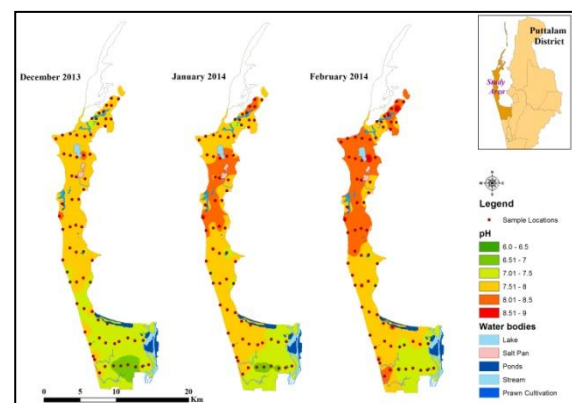 December 2013
January 2014
February 2014
Puttalam
District
Study
Area
Legend
Sample Locations
pH
6.0 - 6.5
6.51 - 7
7.01 - 7.5
7.51 - 8
8.01 - 8.5
8.51 - 9
Water bodies
Lake
Salt Pan
Ponds
Stream
Prawn Cultivation
0 5 10 20
Km